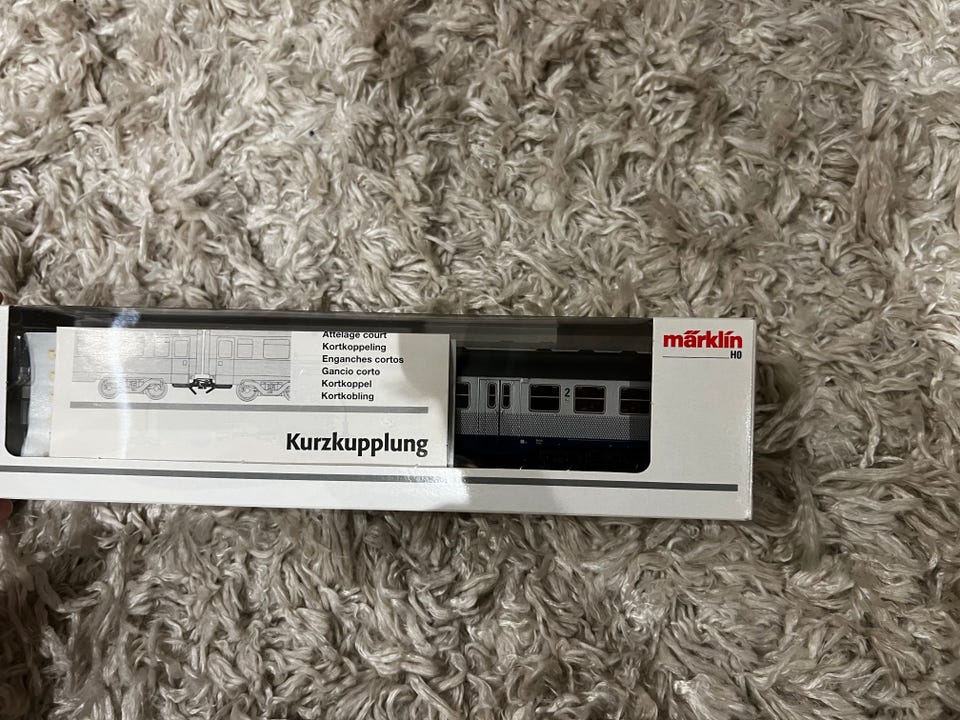 Attelage court
Kortkoppeling
Enganches cortos
Gancio corto
Kortkoppel
Kortkobling
Kurzkupplung
märklin
H0
2